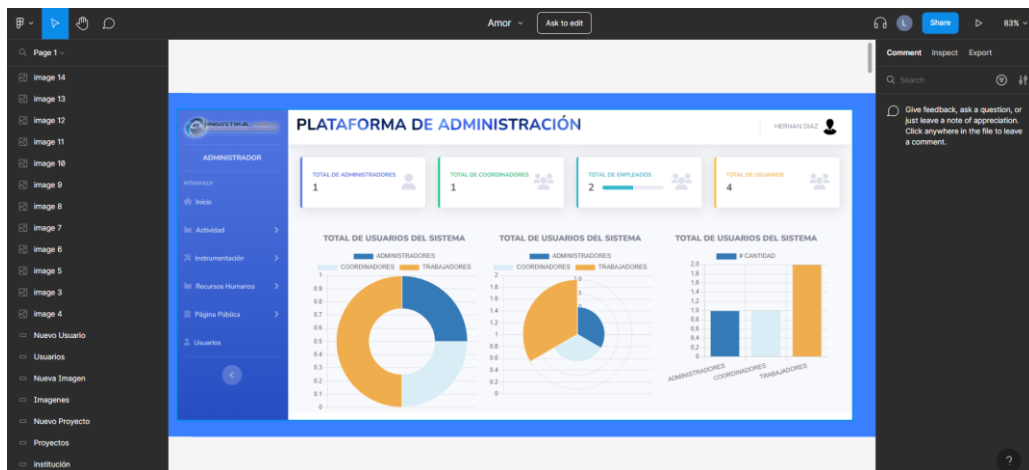 Amor
Ask to edit
L
Share
83%
Page 1
Comment
Inspect
Export
Search
Give feedback, ask a question, or
just leave a note of appreciation.
Click anywhere in the file to leave
a comment.
image 14
image 13
image 12
image 11
image 10
image 9
image 8
image 7
image 6
image 5
image 3
image 4
Nuevo Usuario
Usuarios
Nueva Imagen
Imagenes
Nuevo Proyecto
Proyectos
institución
INDUSTRIAL
ADMINISTRADOR
INTERFACE
Inicio
Actividad
Instrumentación
Recursos Humanos
Página Pública
Usuarios
PLATAFORMA DE ADMINISTRACIÓN
HERNAN DIAZ
TOTAL DE ADMINISTRADORES
1
TOTAL DE COORDINADORES
1
TOTAL DE EMPLEADOS
2
TOTAL DE USUARIOS
4
TOTAL DE USUARIOS DEL SISTEMA
ADMINISTRADORES
COORDINADORES TRABAJADORES
1
0.9
0.8
0.7
0.6
0.5
0.4
0.3
0.2
0.1
0
TOTAL DE USUARIOS DEL SISTEMA
ADMINISTRADORES
COORDINADORES TRABAJADORES
2
1.8
1.6
1.4
1.2
1
0.8
0.6
0.4
0.2
0
TOTAL DE USUARIOS DEL SISTEMA
# CANTIDAD
2,0
1,8
1,6
1,4
1,2
1,0
0,8
0,6
0,4
0,2
0
ADMINISTRADORES
COORDINADORES
TRABAJADORES
?